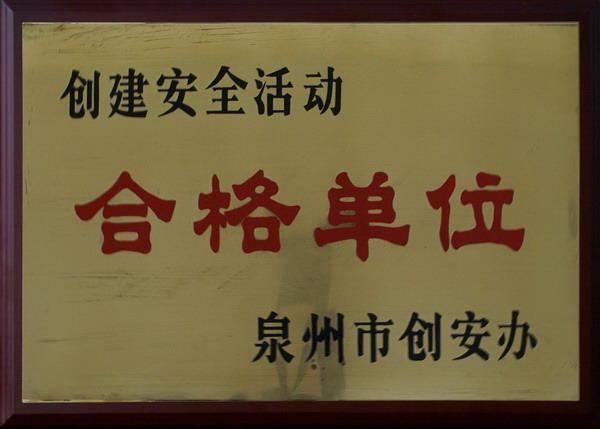 创建安全活动
合格单位
泉州市创安办